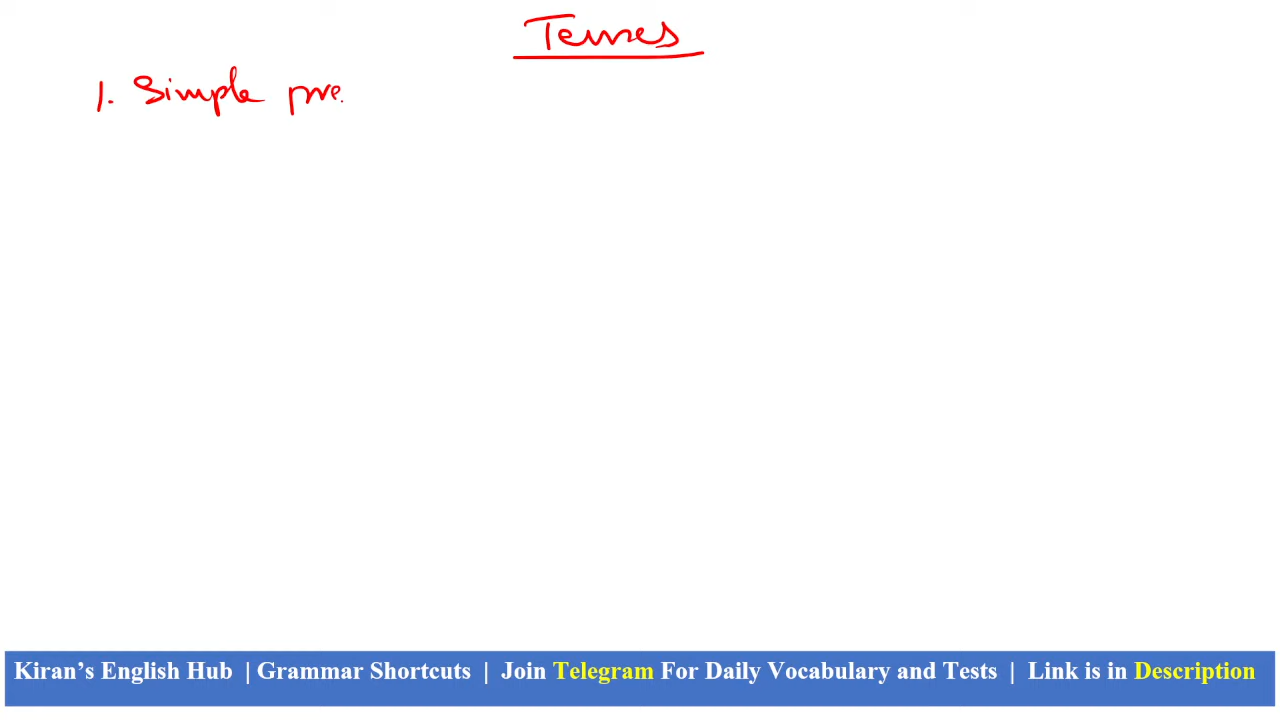 Tenses
1. Simple pre
Kiran’s English Hub | Grammar Shortcuts | Join Telegram For Daily Vocabulary and Tests | Link is in Description